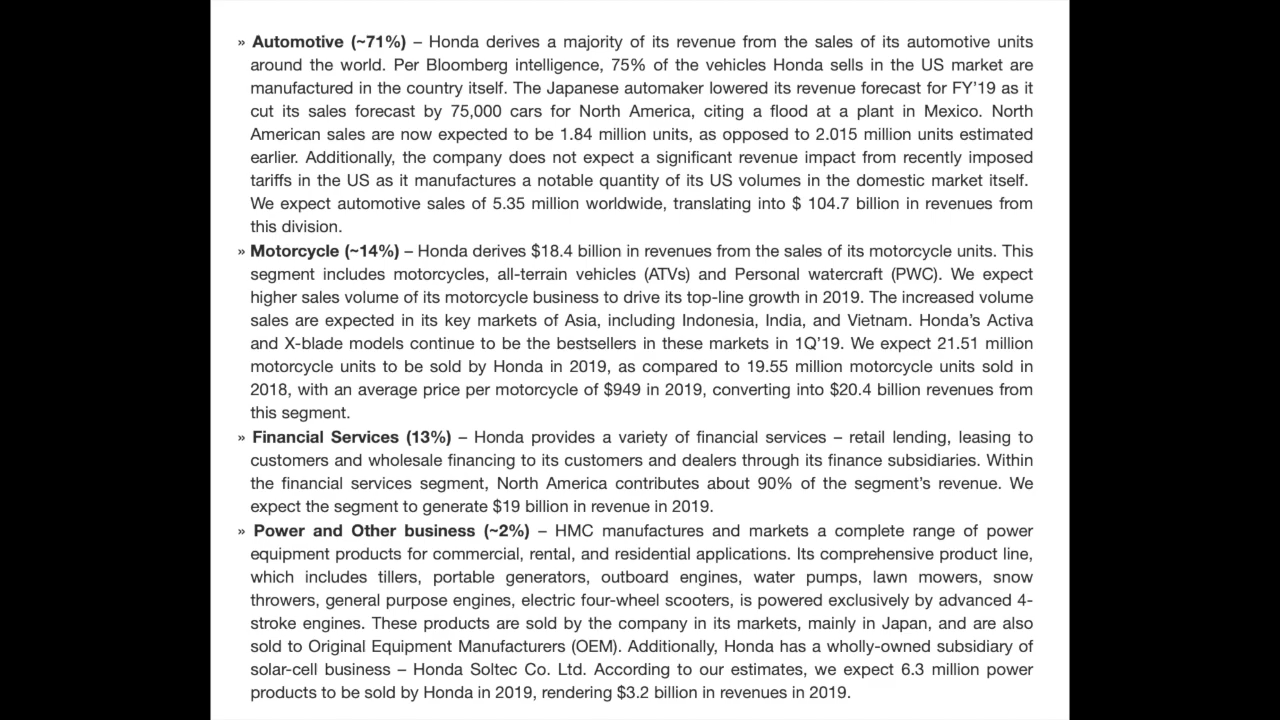 » Automotive (~71%) – Honda derives a majority of its revenue from the sales of its automotive units
around the world. Per Bloomberg intelligence, 75% of the vehicles Honda sells in the US market are
manufactured in the country itself. The Japanese automaker lowered its revenue forecast for FY'19 as it
cut its sales forecast by 75,000 cars for North America, citing a flood at a plant in Mexico. North
American sales are now expected to be 1.84 million units, as opposed to 2.015 million units estimated
earlier. Additionally, the company does not expect a significant revenue impact from recently imposed
tariffs in the US as it manufactures a notable quantity of its US volumes in the domestic market itself.
We expect automotive sales of 5.35 million worldwide, translating into $ 104.7 billion in revenues from
this division.
» Motorcycle (~14%) – Honda derives $18.4 billion in revenues from the sales of its motorcycle units. This
segment includes motorcycles, all-terrain vehicles (ATVs) and Personal watercraft (PWC). We expect
higher sales volume of its motorcycle business to drive its top-line growth in 2019. The increased volume
sales are expected in its key markets of Asia, including Indonesia, India, and Vietnam. Honda's Activa
and X-blade models continue to be the bestsellers in these markets in 1Q'19. We expect 21.51 million
motorcycle units to be sold by Honda in 2019, as compared to 19.55 million motorcycle units sold in
2018, with an average price per motorcycle of $949 in 2019, converting into $20.4 billion revenues from
this segment.
» Financial Services (13%) – Honda provides a variety of financial services – retail lending, leasing to
customers and wholesale financing to its customers and dealers through its finance subsidiaries. Within
the financial services segment, North America contributes about 90% of the segment's revenue. We
expect the segment to generate $19 billion in revenue in 2019.
» Power and Other business (~2%) – HMC manufactures and markets a complete range of power
equipment products for commercial, rental, and residential applications. Its comprehensive product line,
which includes tillers, portable generators, outboard engines, water pumps, lawn mowers, snow
throwers, general purpose engines, electric four-wheel scooters, is powered exclusively by advanced 4-
stroke engines. These products are sold by the company in its markets, mainly in Japan, and are also
sold to Original Equipment Manufacturers (OEM). Additionally, Honda has a wholly-owned subsidiary of
solar-cell business – Honda Soltec Co. Ltd. According to our estimates, we expect 6.3 million power
products to be sold by Honda in 2019, rendering $3.2 billion in revenues in 2019.